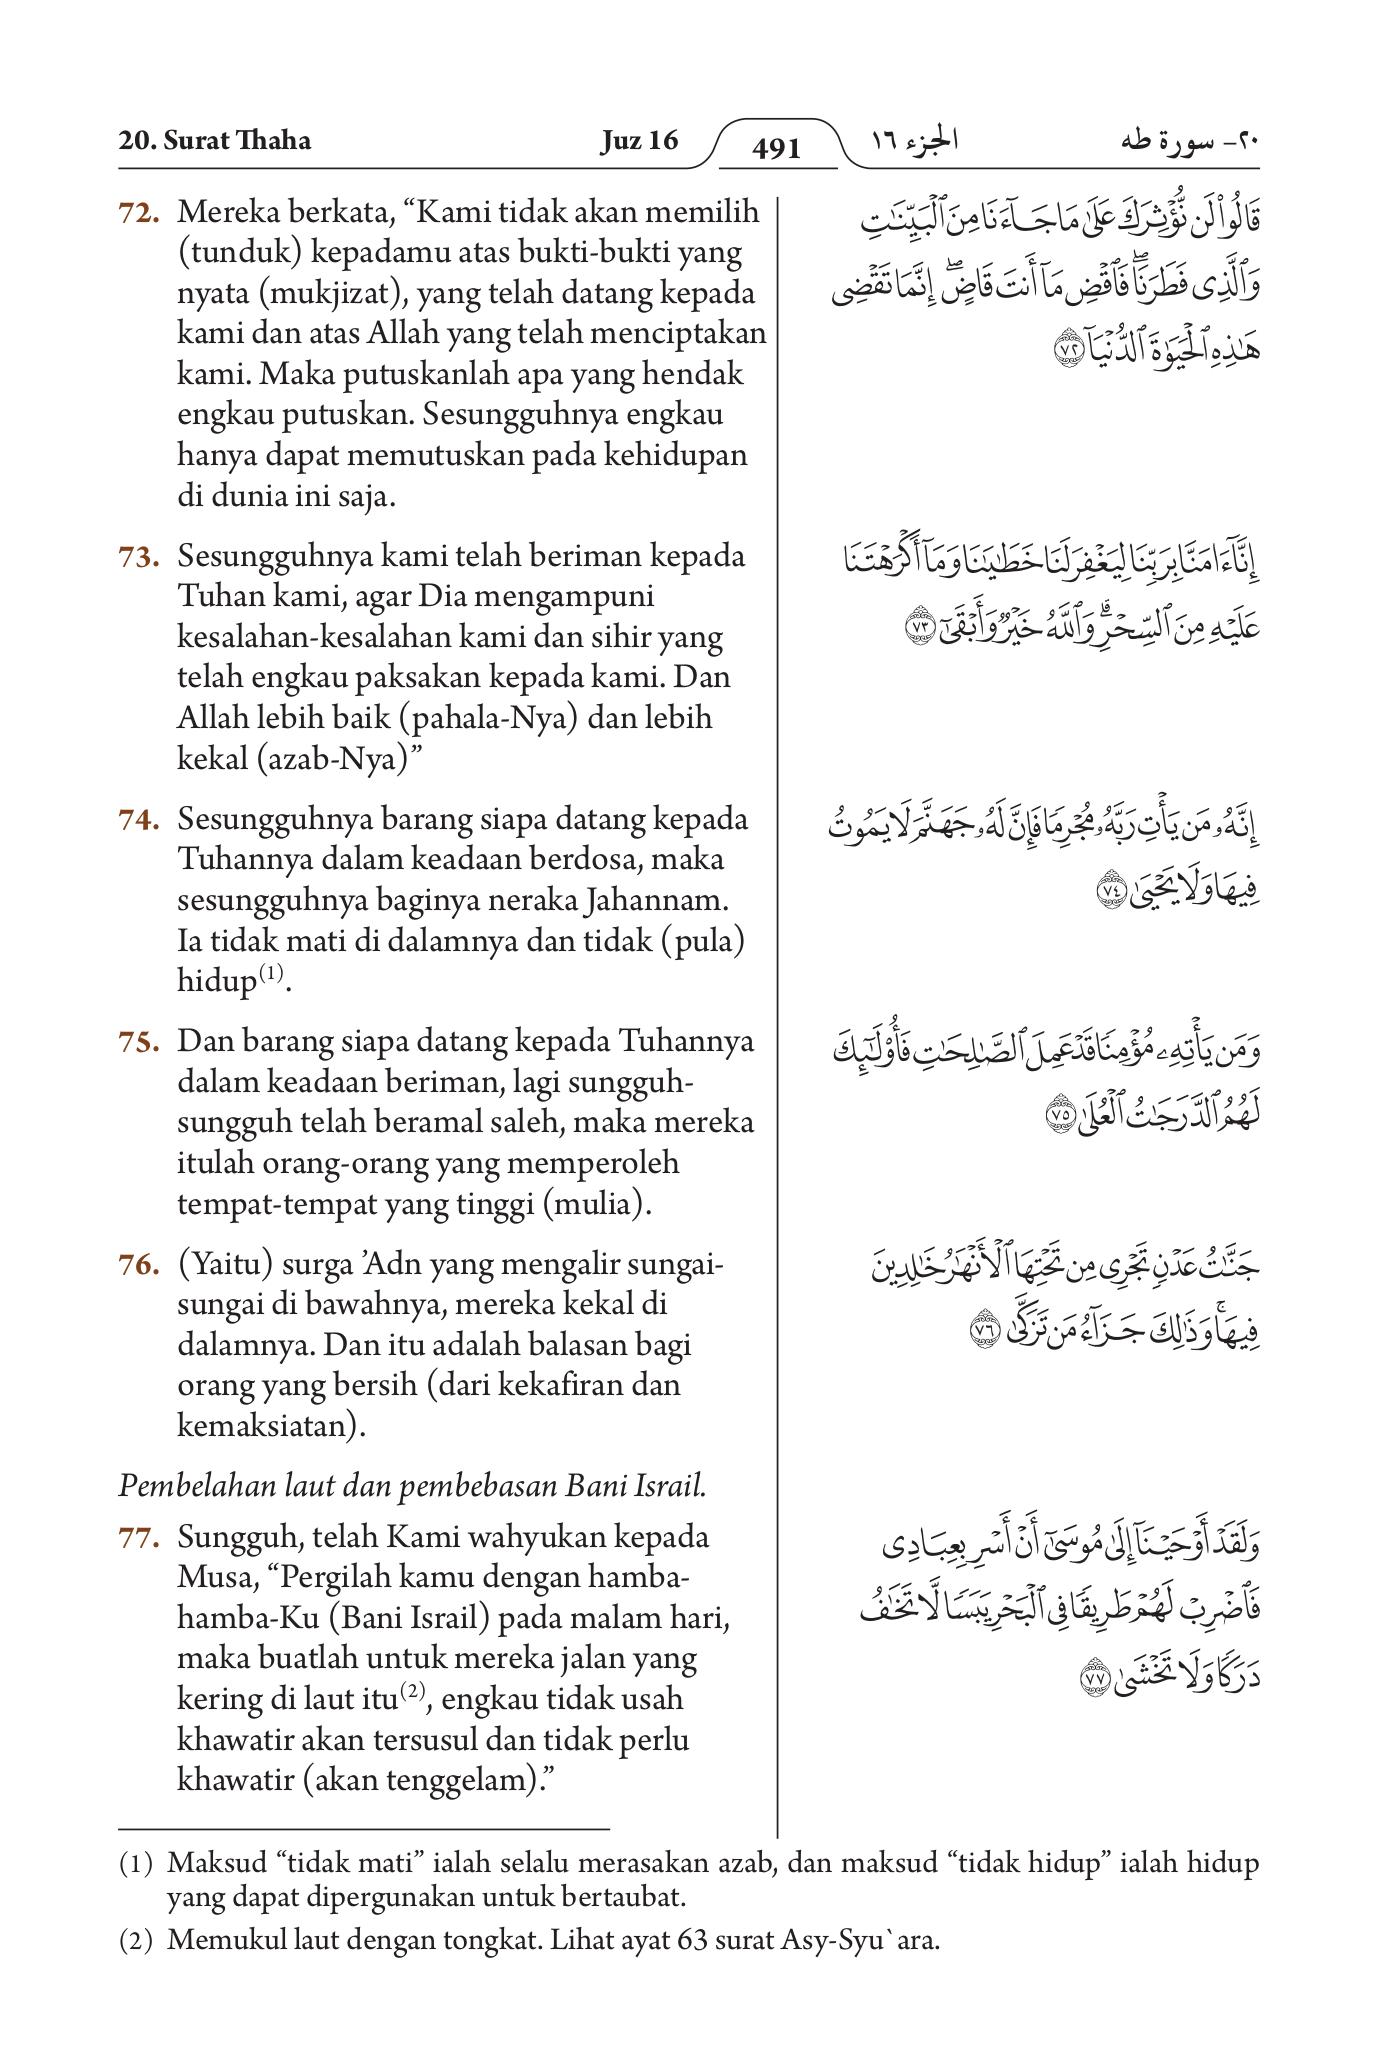 20. Surat Thaha
Juz 16
491
الجزء ١٦
٢٠- سورة طه
72. Mereka berkata, “Kami tidak akan memilih
(tunduk) kepadamu atas bukti-bukti yang
nyata (mukjizat), yang telah datang kepada
kami dan atas Allah yang telah menciptakan
kami. Maka putuskanlah apa yang hendak
engkau putuskan. Sesungguhnya engkau
hanya dapat memutuskan pada kehidupan
di dunia ini saja.
قَالُواْ لَن نُّؤْثِرَكَ عَلَىٰ مَا جَآءَنَا مِنَ ٱلْبَيِّنَٰتِ
وَٱلَّذِى فَطَرَنَا ۖ فَٱقْضِ مَآ أَنتَ قَاضٍ ۖ إِنَّمَا تَقْضِى
هَٰذِهِ ٱلْحَيَوٰةَ ٱلدُّنْيَآ ٧٢
73. Sesungguhnya kami telah beriman kepada
Tuhan kami, agar Dia mengampuni
kesalahan-kesalahan kami dan sihir yang
telah engkau paksakan kepada kami. Dan
Allah lebih baik (pahala-Nya) dan lebih
kekal (azab-Nya)”
إِنَّآ ءَامَنَّا بِرَبِّنَا لِيَغْفِرَ لَنَا خَطَٰيَٰنَا وَمَآ أَكْرَهْتَنَا
عَلَيْهِ مِنَ ٱلسِّحْرِ ۗ وَٱللَّهُ خَيْرٌ وَأَبْقَىٰٓ ٧٣
74. Sesungguhnya barang siapa datang kepada
Tuhannya dalam keadaan berdosa, maka
sesungguhnya baginya neraka Jahannam.
Ia tidak mati di dalamnya dan tidak (pula)
hidup(1).
إِنَّهُۥ مَن يَأْتِ رَبَّهُۥ مُجْرِمًا فَإِنَّ لَهُۥ جَهَنَّمَ لَا يَمُوتُ
فِيهَا وَلَا يَحْيَىٰ ٧٤
75. Dan barang siapa datang kepada Tuhannya
dalam keadaan beriman, lagi sungguh-
sungguh telah beramal saleh, maka mereka
itulah orang-orang yang memperoleh
tempat-tempat yang tinggi (mulia).
وَمَن يَأْتِهِۦ مُؤْمِنًا قَدْ عَمِلَ ٱلصَّٰلِحَٰتِ فَأُوْلَٰٓئِكَ
لَهُمُ ٱلدَّرَجَٰتُ ٱلْعُلَىٰ ٧٥
76. (Yaitu) surga ’Adn yang mengalir sungai-
sungai di bawahnya, mereka kekal di
dalamnya. Dan itu adalah balasan bagi
orang yang bersih (dari kekafiran dan
kemaksiatan).
جَنَّٰتُ عَدْنٍ تَجْرِى مِن تَحْتِهَا ٱلْأَنْهَٰرُ خَٰلِدِينَ
فِيهَا ۚ وَذَٰلِكَ جَزَآءُ مَن تَزَكَّىٰ ٧٦
Pembelahan laut dan pembebasan Bani Israil.
77. Sungguh, telah Kami wahyukan kepada
Musa, “Pergilah kamu dengan hamba-
hamba-Ku (Bani Israil) pada malam hari,
maka buatlah untuk mereka jalan yang
kering di laut itu(2), engkau tidak usah
khawatir akan tersusul dan tidak perlu
khawatir (akan tenggelam).”
وَلَقَدْ أَوْحَيْنَآ إِلَىٰ مُوسَىٰٓ أَنْ أَسْرِ بِعِبَادِى
فَٱضْرِبْ لَهُمْ طَرِيقًا فِى ٱلْبَحْرِ يَبَسًا لَّا تَخَٰفُ
دَرَكًا وَلَا تَخْشَىٰ ٧٧
(1) Maksud “tidak mati” ialah selalu merasakan azab, dan maksud “tidak hidup” ialah hidup
yang dapat dipergunakan untuk bertaubat.
(2) Memukul laut dengan tongkat. Lihat ayat 63 surat Asy-Syu`ara.